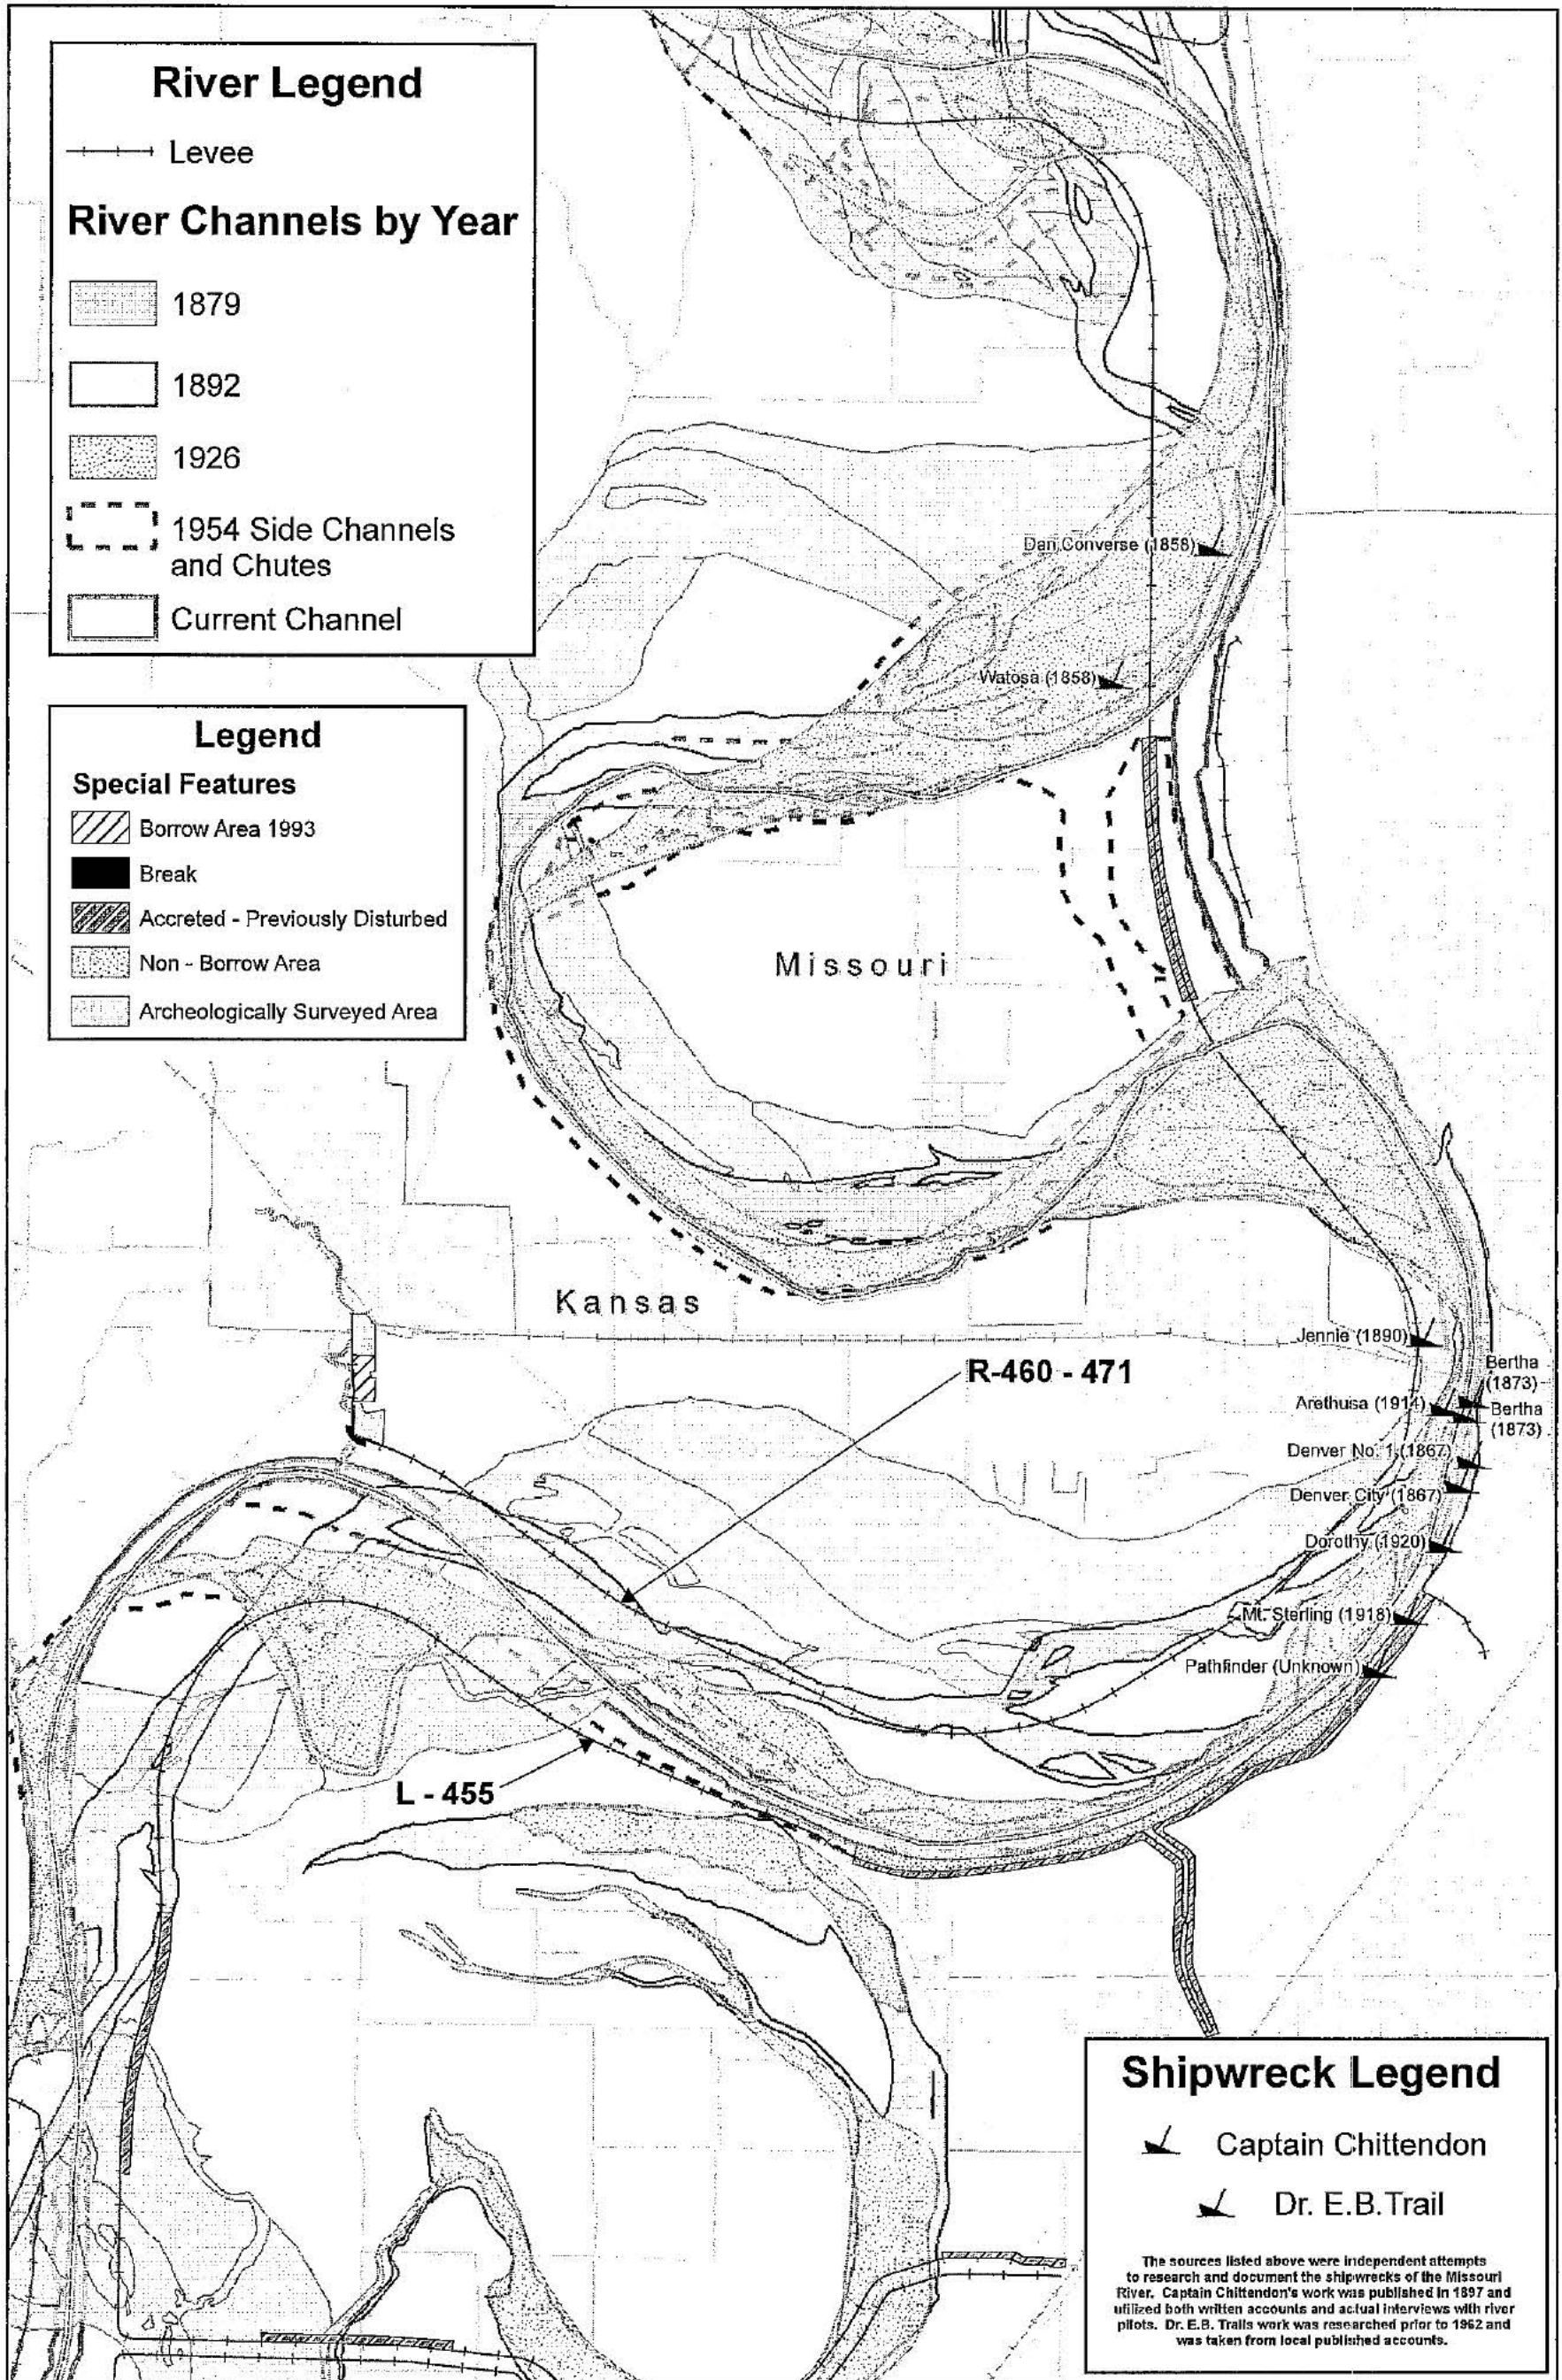 River Legend
Levee
River Channels by Year
1879
1892
1926
1954 Side Channels
and Chutes
Current Channel
Legend
Special Features
Borrow Area 1993
Break
Accreted - Previously Disturbed
Non - Borrow Area
Archeologically Surveyed Area
Dan Converse (1858)
Watosa (1858)
Missouri
Kansas
R-460 - 471
Jennie (1890)
Bertha
(1873)
Arethusa (1914)
Bertha
(1873)
Denver No. 1 (1867)
Denver City (1867)
Dorothy (1920)
Mt. Sterling (1918)
Pathfinder (Unknown)
L - 455
Shipwreck Legend
Captain Chittendon
Dr. E.B. Trail
The sources listed above were independent attempts
to research and document the shipwrecks of the Missouri
River. Captain Chittendon's work was published in 1897 and
utilized both written accounts and actual interviews with river
pilots. Dr. E.B. Trails work was researched prior to 1962 and
was taken from local published accounts.